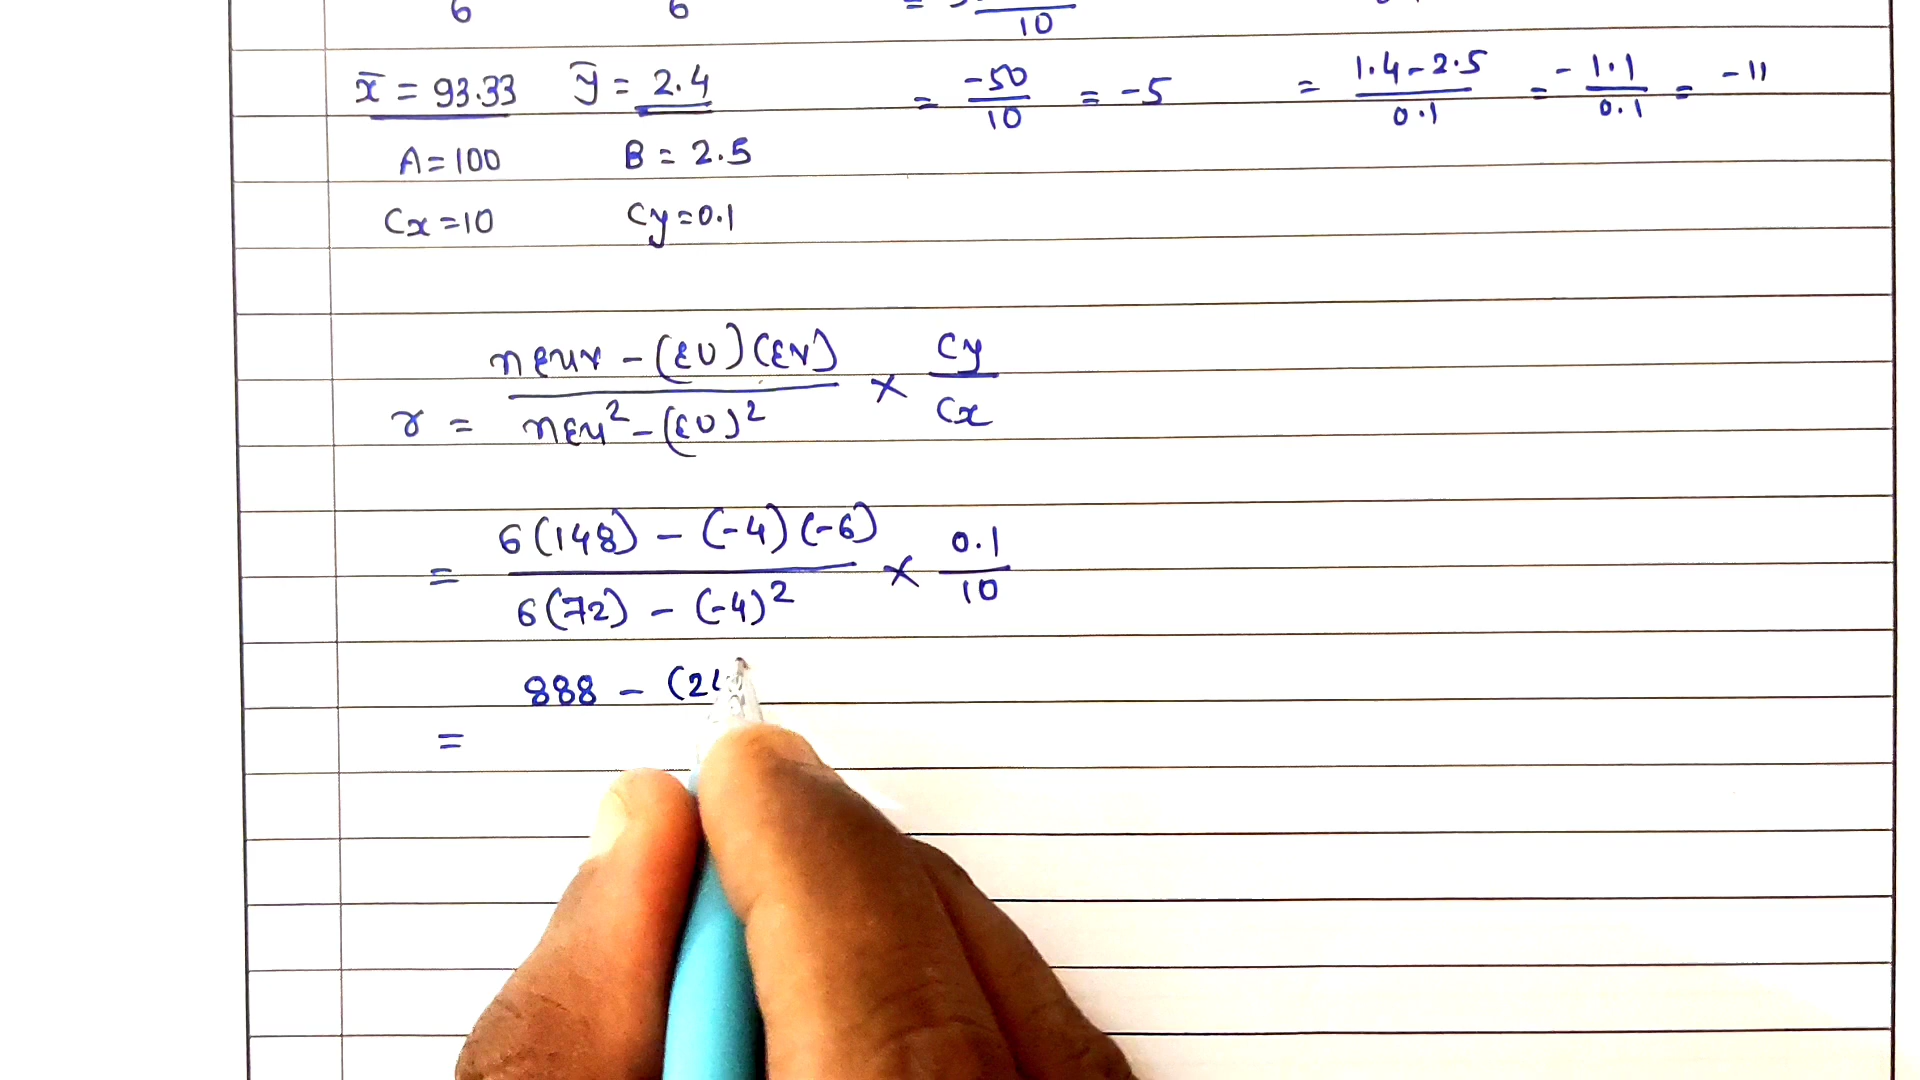 6 6 = 10
x̄ = 93.33 ȳ = 2.4 = -50/10 = -5 = 1.4-2.5/0.1 = -1.1/0.1 = -11
A=100 B = 2.5
Cx =10 Cy=0.1
r = nΣuv - (ΣU)(ΣV) / nΣu² - (ΣU)² × Cy/Cx
= 6(148) - (-4)(-6) / 6(72) - (-4)² × 0.1/10
= 888 - (2